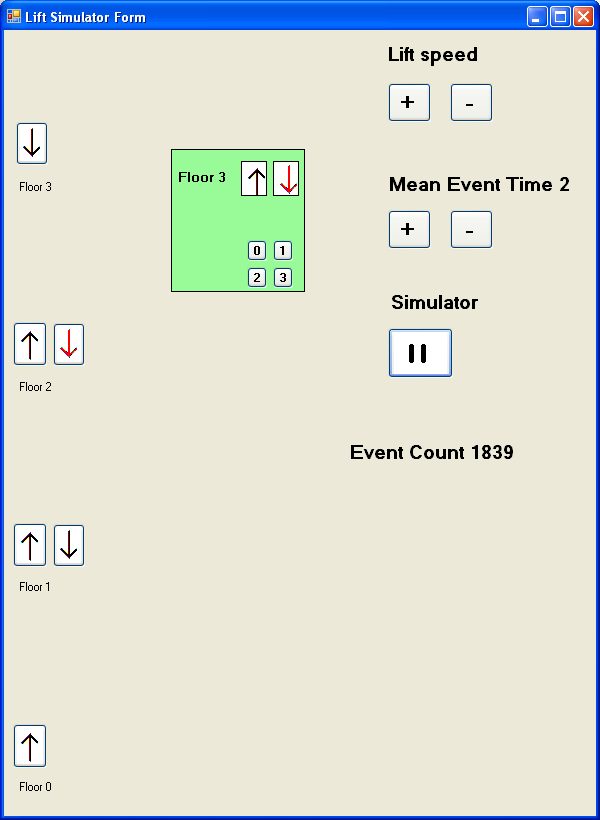 Lift Simulator Form
Lift speed
+ -
Floor 3
Floor 3
Mean Event Time 2
+ -
0 1
2 3
Simulator
Floor 2
Event Count 1839
Floor 1
Floor 0